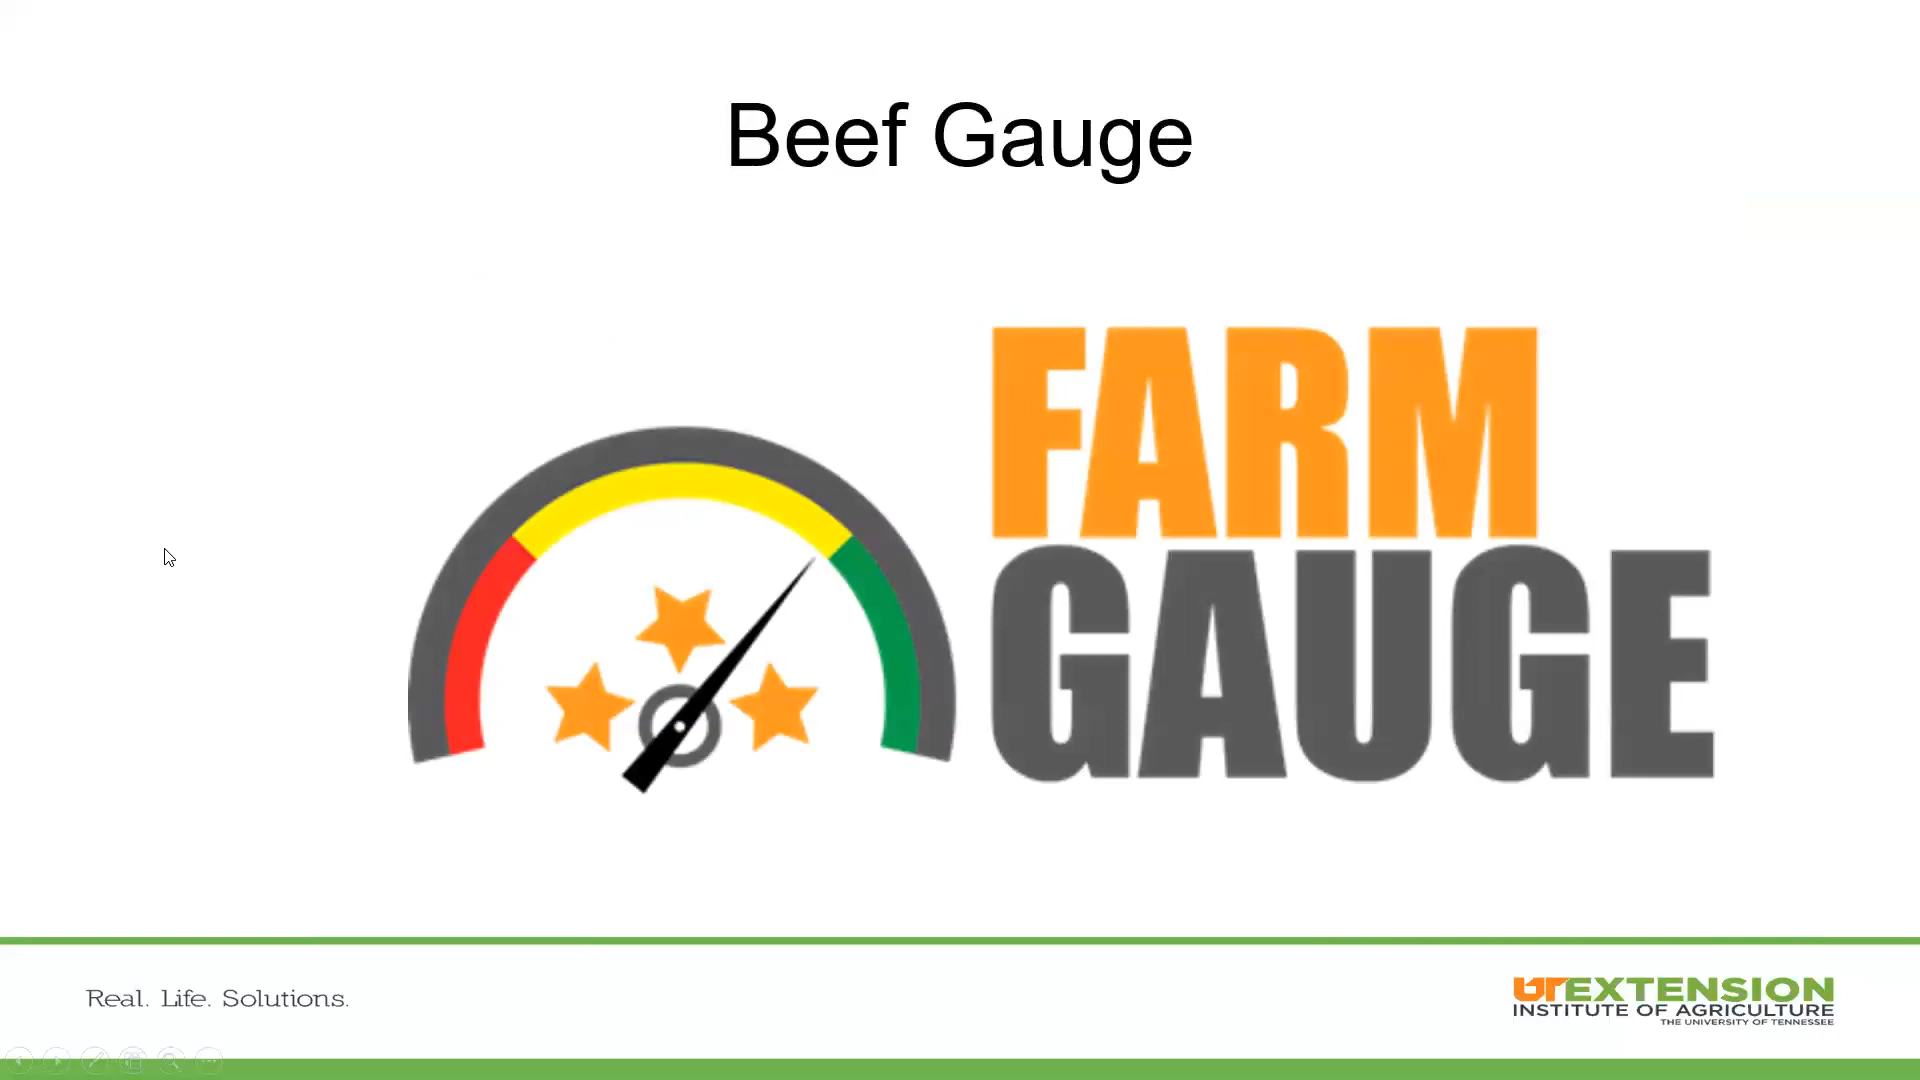 Beef Gauge
FARM
GAUGE
Real. Life. Solutions.
UTEXTENSION
INSTITUTE OF AGRICULTURE
THE UNIVERSITY OF TENNESSEE